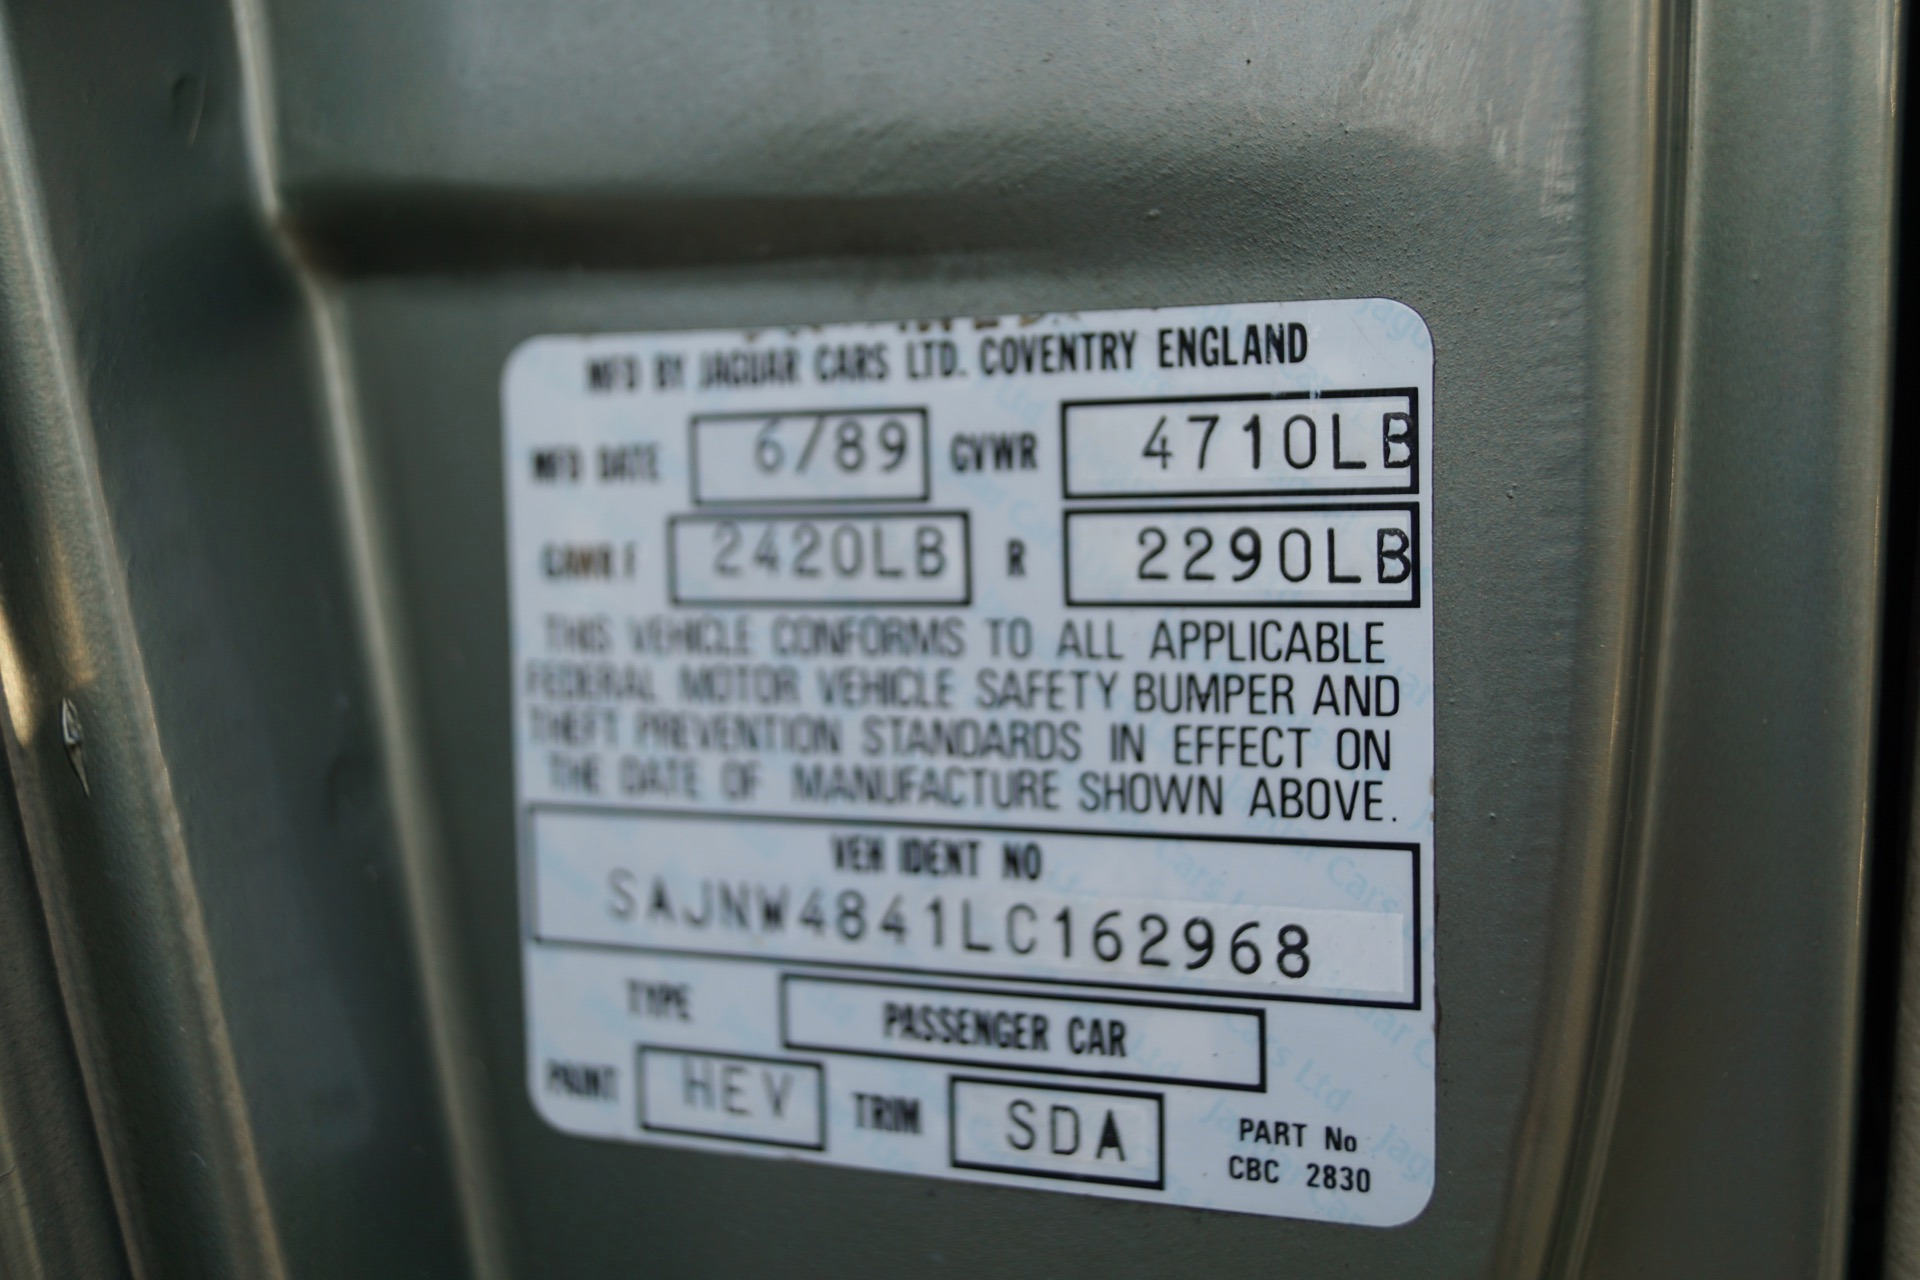 MFD BY JAGUAR CARS LTD. COVENTRY ENGLAND
MFD DATE 6/89 GVWR 4710LB
GAWR F 2420LB R 2290LB
THIS VEHICLE CONFORMS TO ALL APPLICABLE
FEDERAL MOTOR VEHICLE SAFETY BUMPER AND
THEFT PREVENTION STANDARDS IN EFFECT ON
THE DATE OF MANUFACTURE SHOWN ABOVE.
VEH IDENT NO
SAJNW4841LC162968
TYPE PASSENGER CAR
PAINT HEV TRIM SDA
PART No
CBC 2830